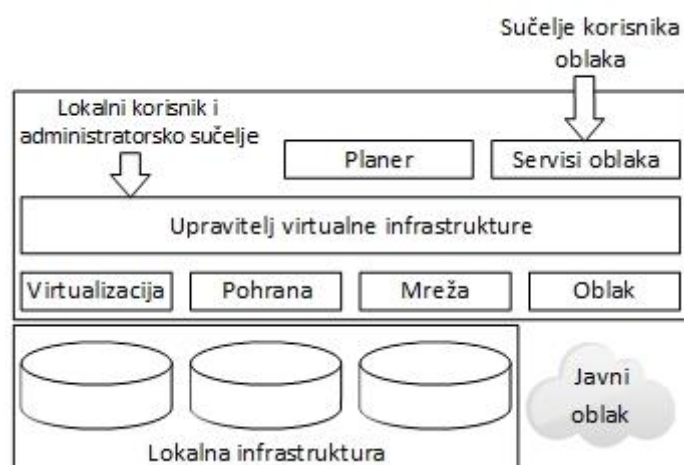 Sučelje korisnika
oblaka
Lokalni korisnik i
administratorsko sučelje
Planer
Servisi oblaka
Upravitelj virtualne infrastrukture
Virtualizacija
Pohrana
Mreža
Oblak
Javni
oblak
Lokalna infrastruktura